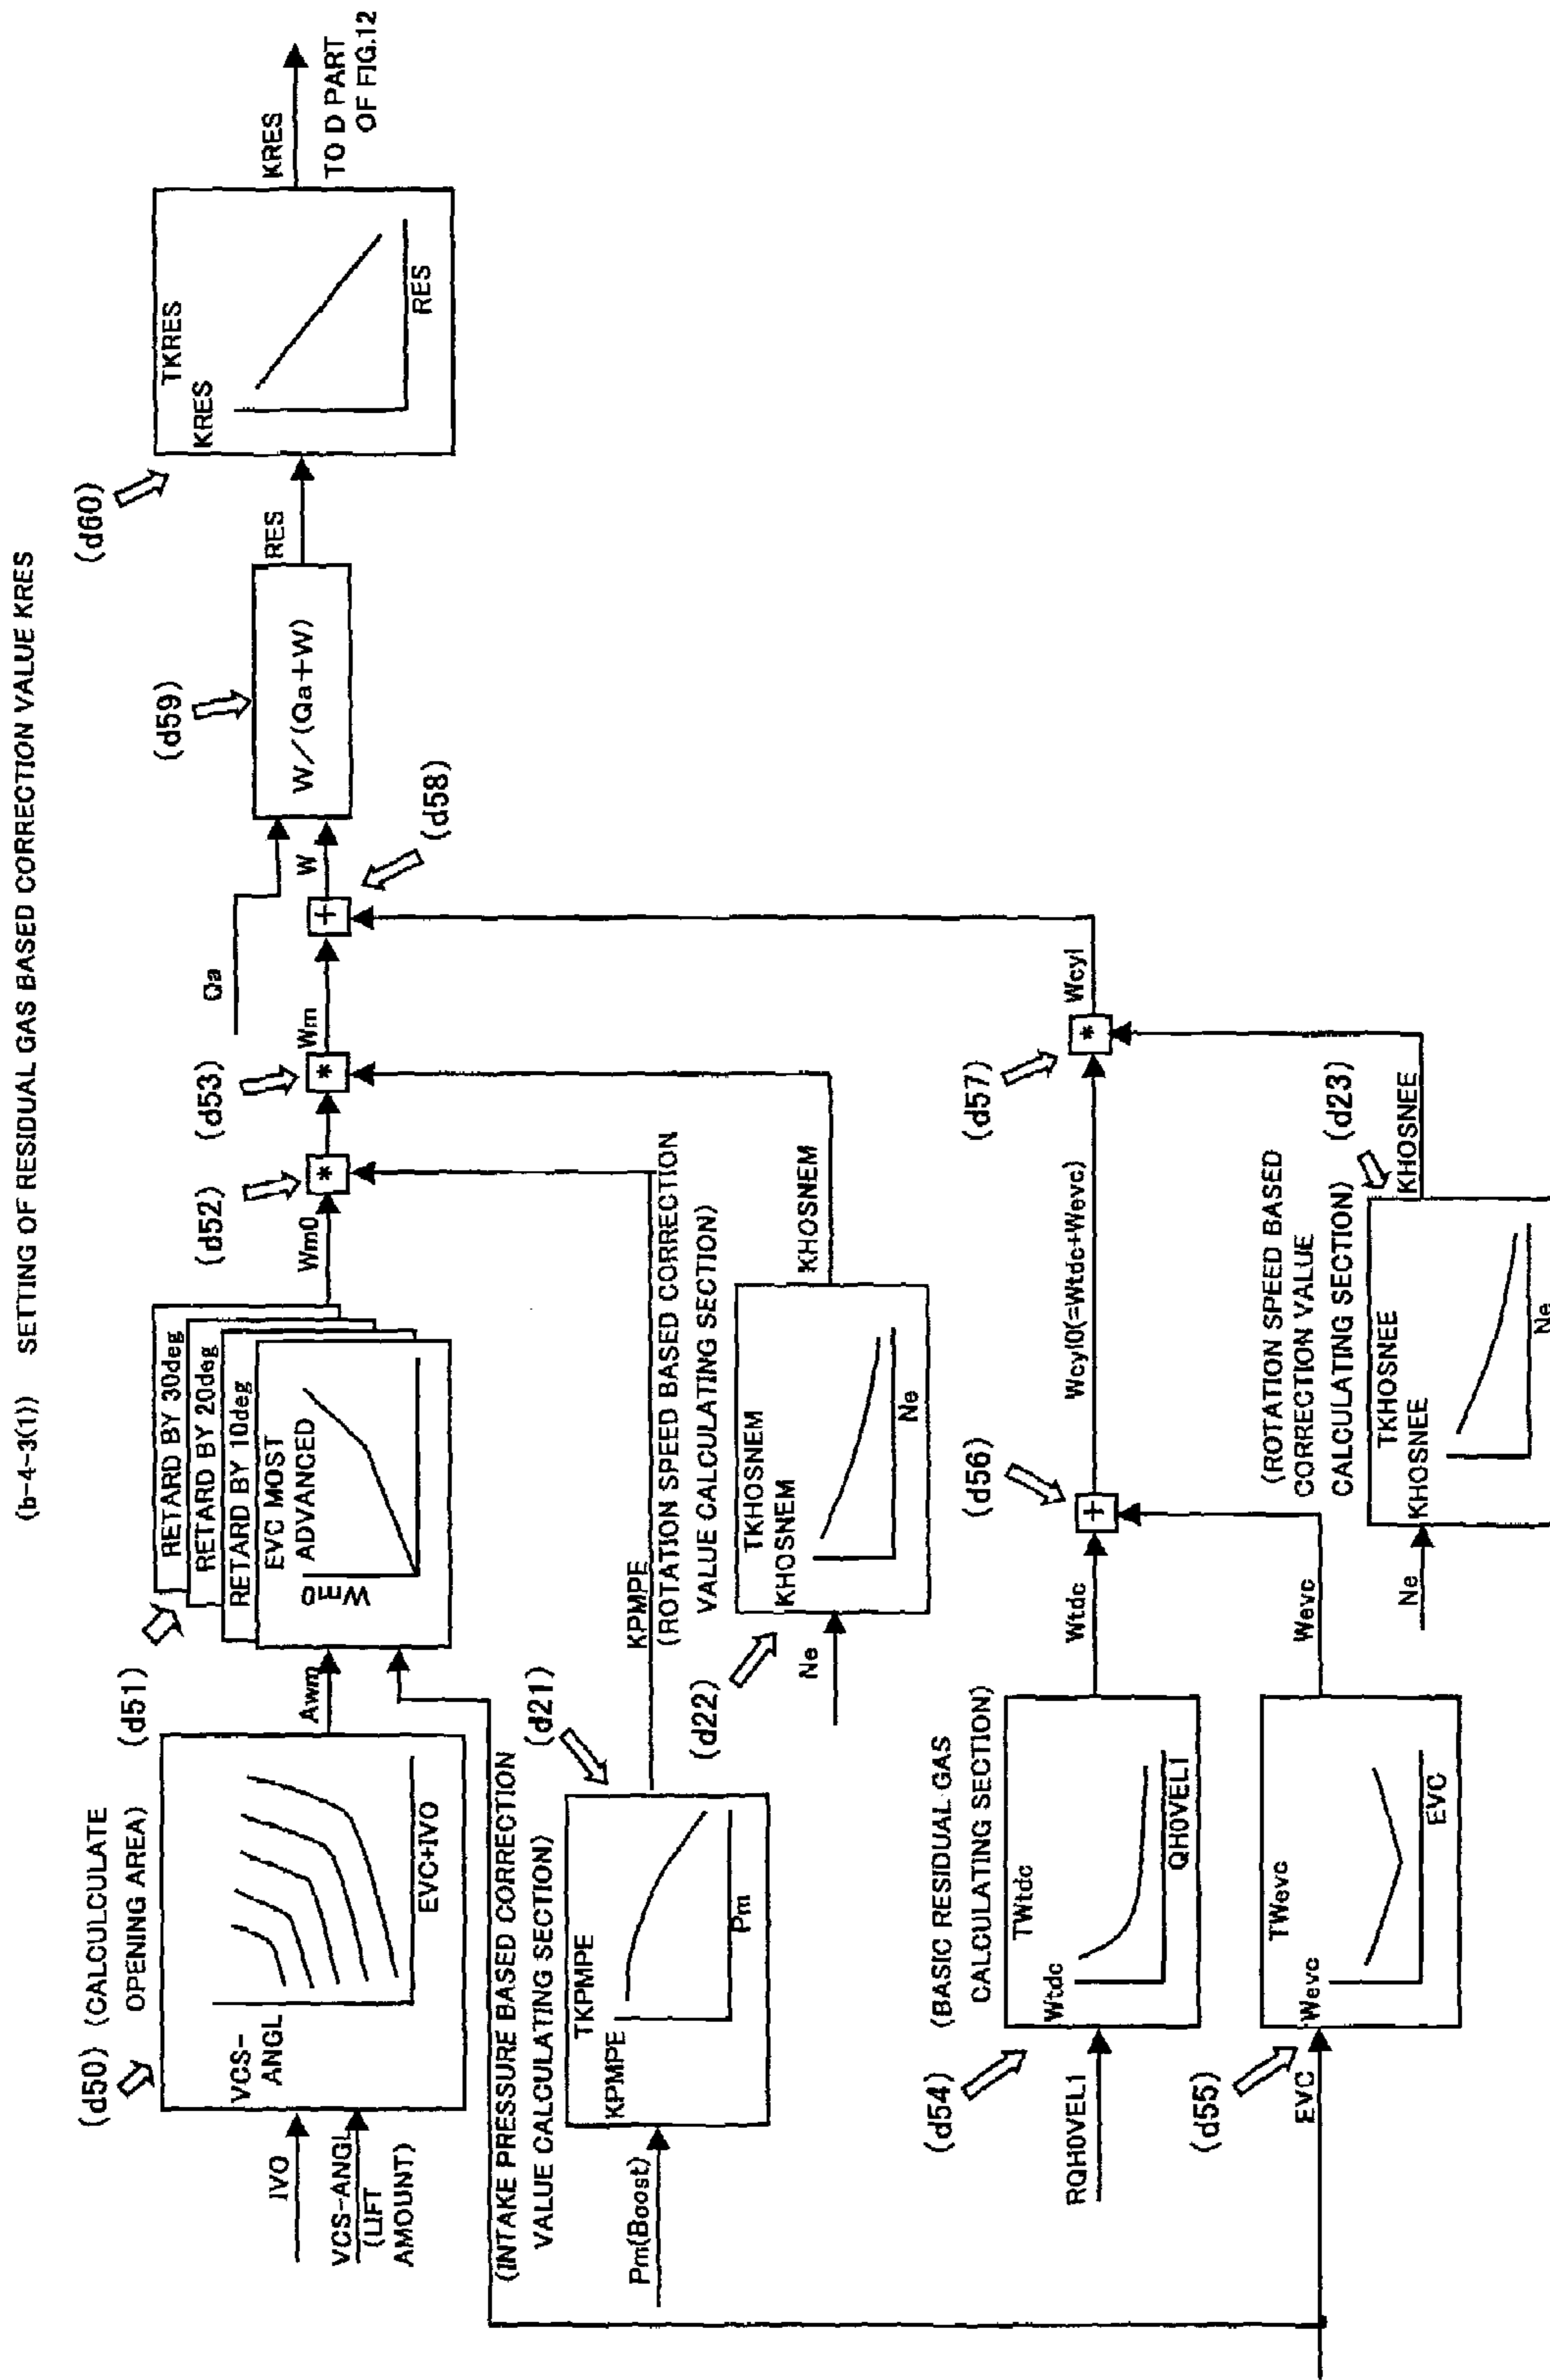 (b-4-3(1)) SETTING OF RESIDUAL GAS BASED CORRECTION VALUE KRES
(d50)
(CALCULCULATE
OPENING AREA)
IVO
VCS-ANGL
(LIFT
AMOUNT)
VCS-
ANGL
EVC+IVO
Awm
(d51)
RETARD BY 30deg
RETARD BY 20deg
RETARD BY 10deg
EVC MOST
ADVANCED
Wm0
Wm0
(d52)
*
(d53)
*
Wm
Qa
+
W
(d58)
(d59)
W/(Qa+W)
RES
(d60)
TKRES
KRES
RES
KRES
TO D PART
OF FIG.12
(INTAKE PRESSURE BASED CORRECTION
VALUE CALCULATING SECTION)
(d21)
Pm(Boost)
TKPMPE
KPMPE
Pm
KPMPE
(ROTATION SPEED BASED CORRECTION
VALUE CALCULATING SECTION)
(d22)
Ne
TKHOSNEM
KHOSNEM
Ne
KHOSNEM
(BASIC RESIDUAL GAS
CALCULATING SECTION)
(d54)
RQH0VEL1
TWtdc
Wtdc
QH0VEL1
Wtdc
(d56)
+
Wcyl0(=Wtdc+Wevc)
(d57)
*
Wcyl
(d55)
EVC
TWevc
Wevc
EVC
Wevc
(ROTATION SPEED BASED
CORRECTION VALUE
CALCULATING SECTION)
(d23)
Ne
TKHOSNEE
KHOSNEE
Ne
KHOSNEE